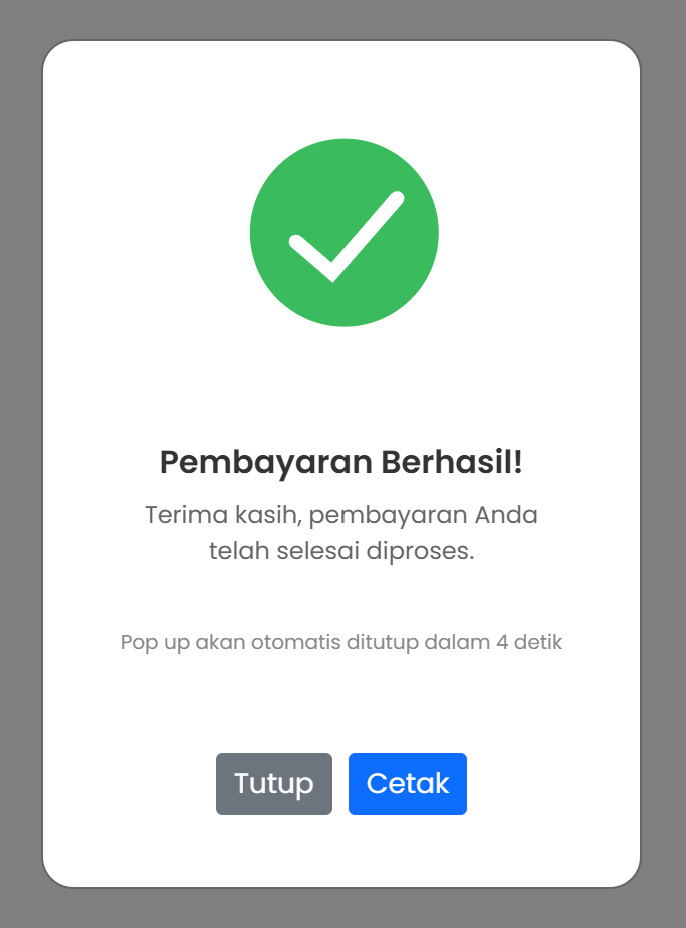 Pembayaran Berhasil!
Terima kasih, pembayaran Anda
telah selesai diproses.
Pop up akan otomatis ditutup dalam 4 detik
Tutup
Cetak